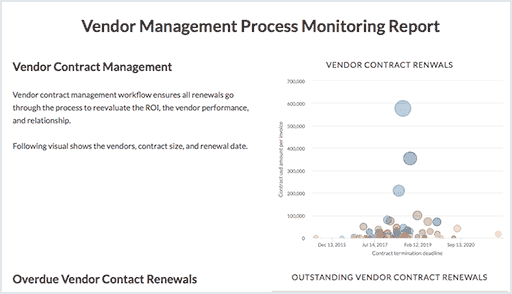 Vendor Management Process Monitoring Report
Vendor Contract Management
Vendor contract management workflow ensures all renewals go
through the process to reevaluate the ROI, the vendor performance,
and relationship.
Following visual shows the vendors, contract size, and renewal date.
VENDOR CONTRACT RENWALS
700,000
600,000
500,000
400,000
300,000
200,000
100,000
0
Contract usd amount per invoice
Dec 13, 2015
Jul 14, 2017
Feb 12, 2019
Sep 13, 2020
Contract termination deadline
Overdue Vendor Contact Renewals
OUTSTANDING VENDOR CONTRACT RENEWALS